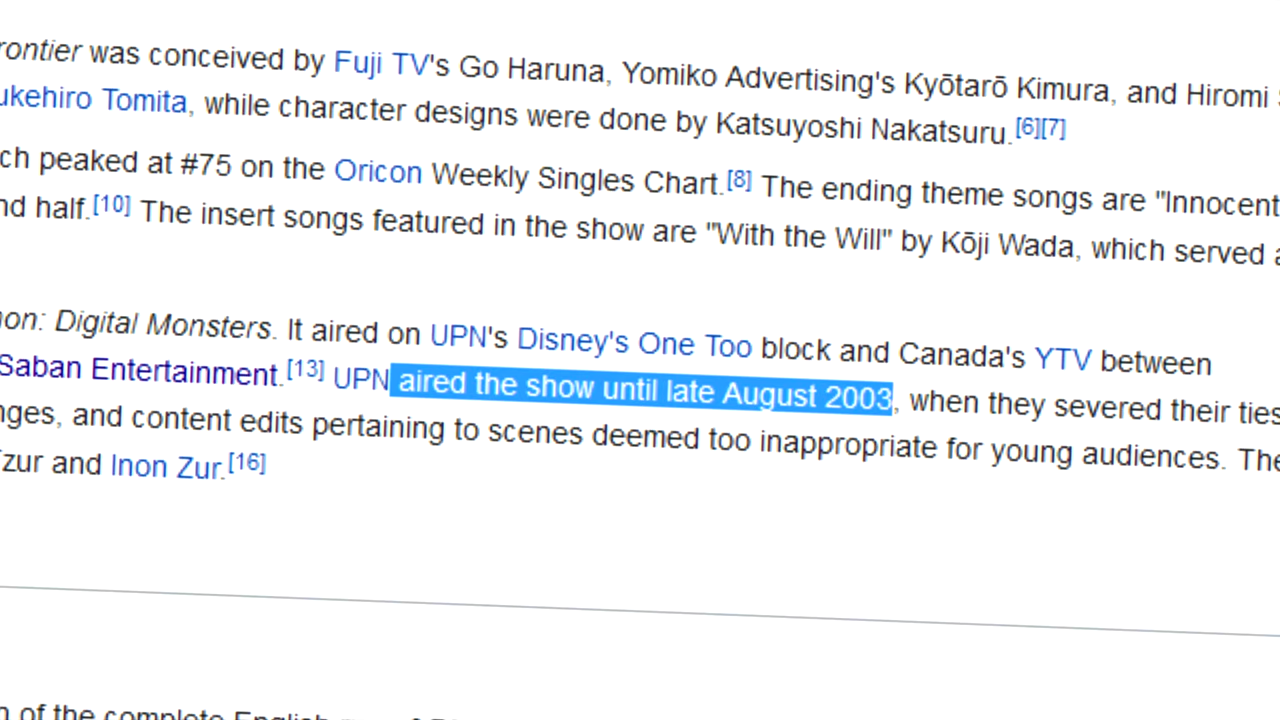 rontier was conceived by Fuji TV's Go Haruna, Yomiko Advertising's Kyōtarō Kimura, and Hiromi
ukehiro Tomita, while character designs were done by Katsuyoshi Nakatsuru.[6][7]
ch peaked at #75 on the Oricon Weekly Singles Chart.[8] The ending theme songs are "Innocent
nd half.[10] The insert songs featured in the show are "With the Will" by Kōji Wada, which served a
non: Digital Monsters. It aired on UPN's Disney's One Too block and Canada's YTV between
Saban Entertainment.[13] UPN aired the show until late August 2003, when they severed their ties
nges, and content edits pertaining to scenes deemed too inappropriate for young audiences. The
zur and Inon Zur.[16]
n of the complete English